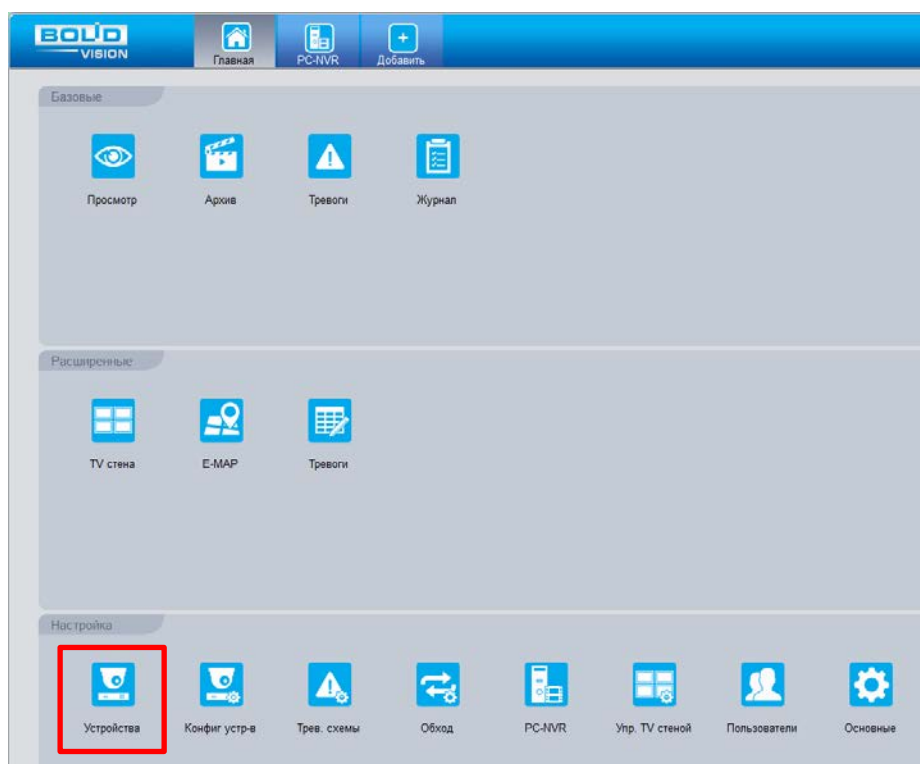 BOLID
VISION
Главная
PC-NVR
Добавить
Базовые
Просмотр
Архив
Тревоги
Журнал
Расширенные
TV стена
E-MAP
Тревоги
Настройка
Устройства
Конфиг устр-в
Трев. схемы
Обход
PC-NVR
Упр. TV стеной
Пользователи
Основные